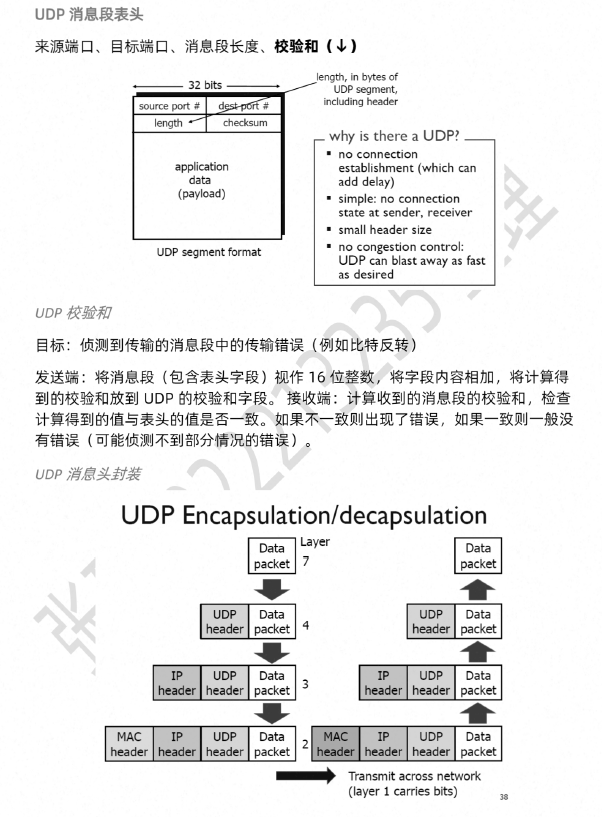 UDP 消息段表头
来源端口、目标端口、消息段长度、校验和（↓）
32 bits
length, in bytes of
UDP segment,
including header
source port #
dest port #
length
checksum
application
data
(payload)
UDP segment format
why is there a UDP?
▪ no connection
establishment (which can
add delay)
▪ simple: no connection
state at sender, receiver
▪ small header size
▪ no congestion control:
UDP can blast away as fast
as desired
UDP 校验和
目标：侦测到传输的消息段中的传输错误（例如比特反转）
发送端：将消息段（包含表头字段）视作 16 位整数，将字段内容相加，将计算得
到的校验和放到 UDP 的校验和字段。 接收端：计算收到的消息段的校验和，检查
计算得到的值与表头的值是否一致。如果不一致则出现了错误，如果一致则一般没
有错误（可能侦测不到部分情况的错误）。
UDP 消息头封装
UDP Encapsulation/decapsulation
Data
packet
Layer
7
Data
packet
UDP
header
Data
packet
4
UDP
header
Data
packet
IP
header
UDP
header
Data
packet
3
IP
header
UDP
header
Data
packet
MAC
header
IP
header
UDP
header
Data
packet
2
MAC
header
IP
header
UDP
header
Data
packet
Transmit across network
(layer 1 carries bits)
38